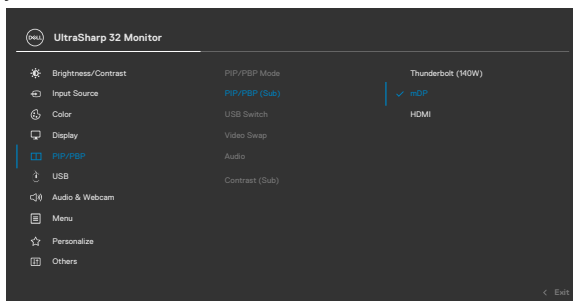 DELL
UltraSharp 32 Monitor
Brightness/Contrast
Input Source
Color
Display
PIP/PBP
USB
Audio & Webcam
Menu
Personalize
Others
PIP/PBP Mode
PIP/PBP (Sub)
USB Switch
Video Swap
Audio
Contrast (Sub)
Thunderbolt (140W)
mDP
HDMI
Exit